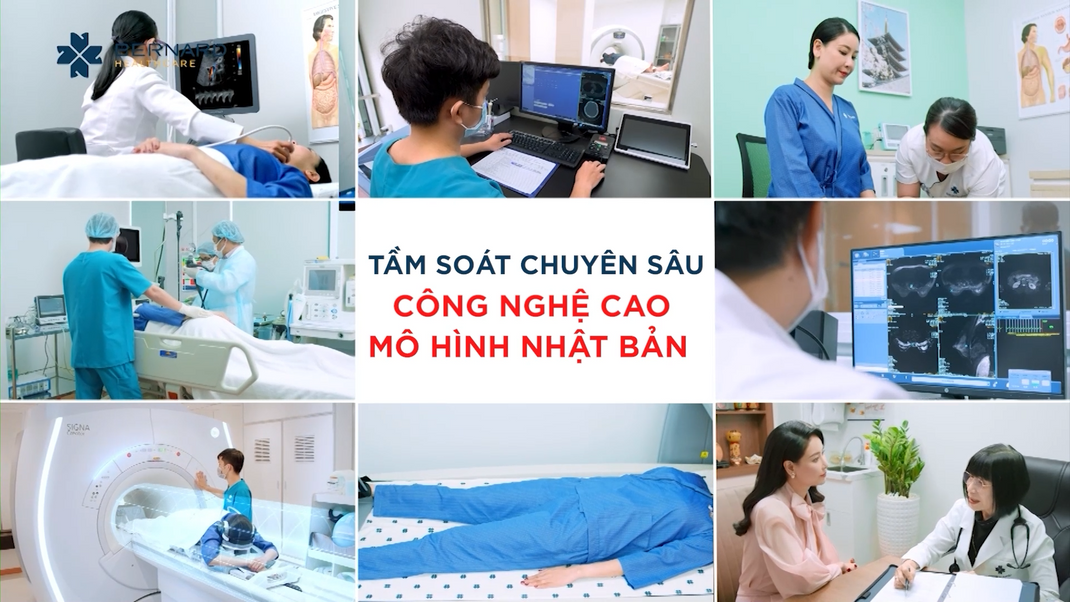 BERNARD
HEALTHCARE
TẦM SOÁT CHUYÊN SÂU
CÔNG NGHỆ CAO
MÔ HÌNH NHẬT BẢN
SIGNA